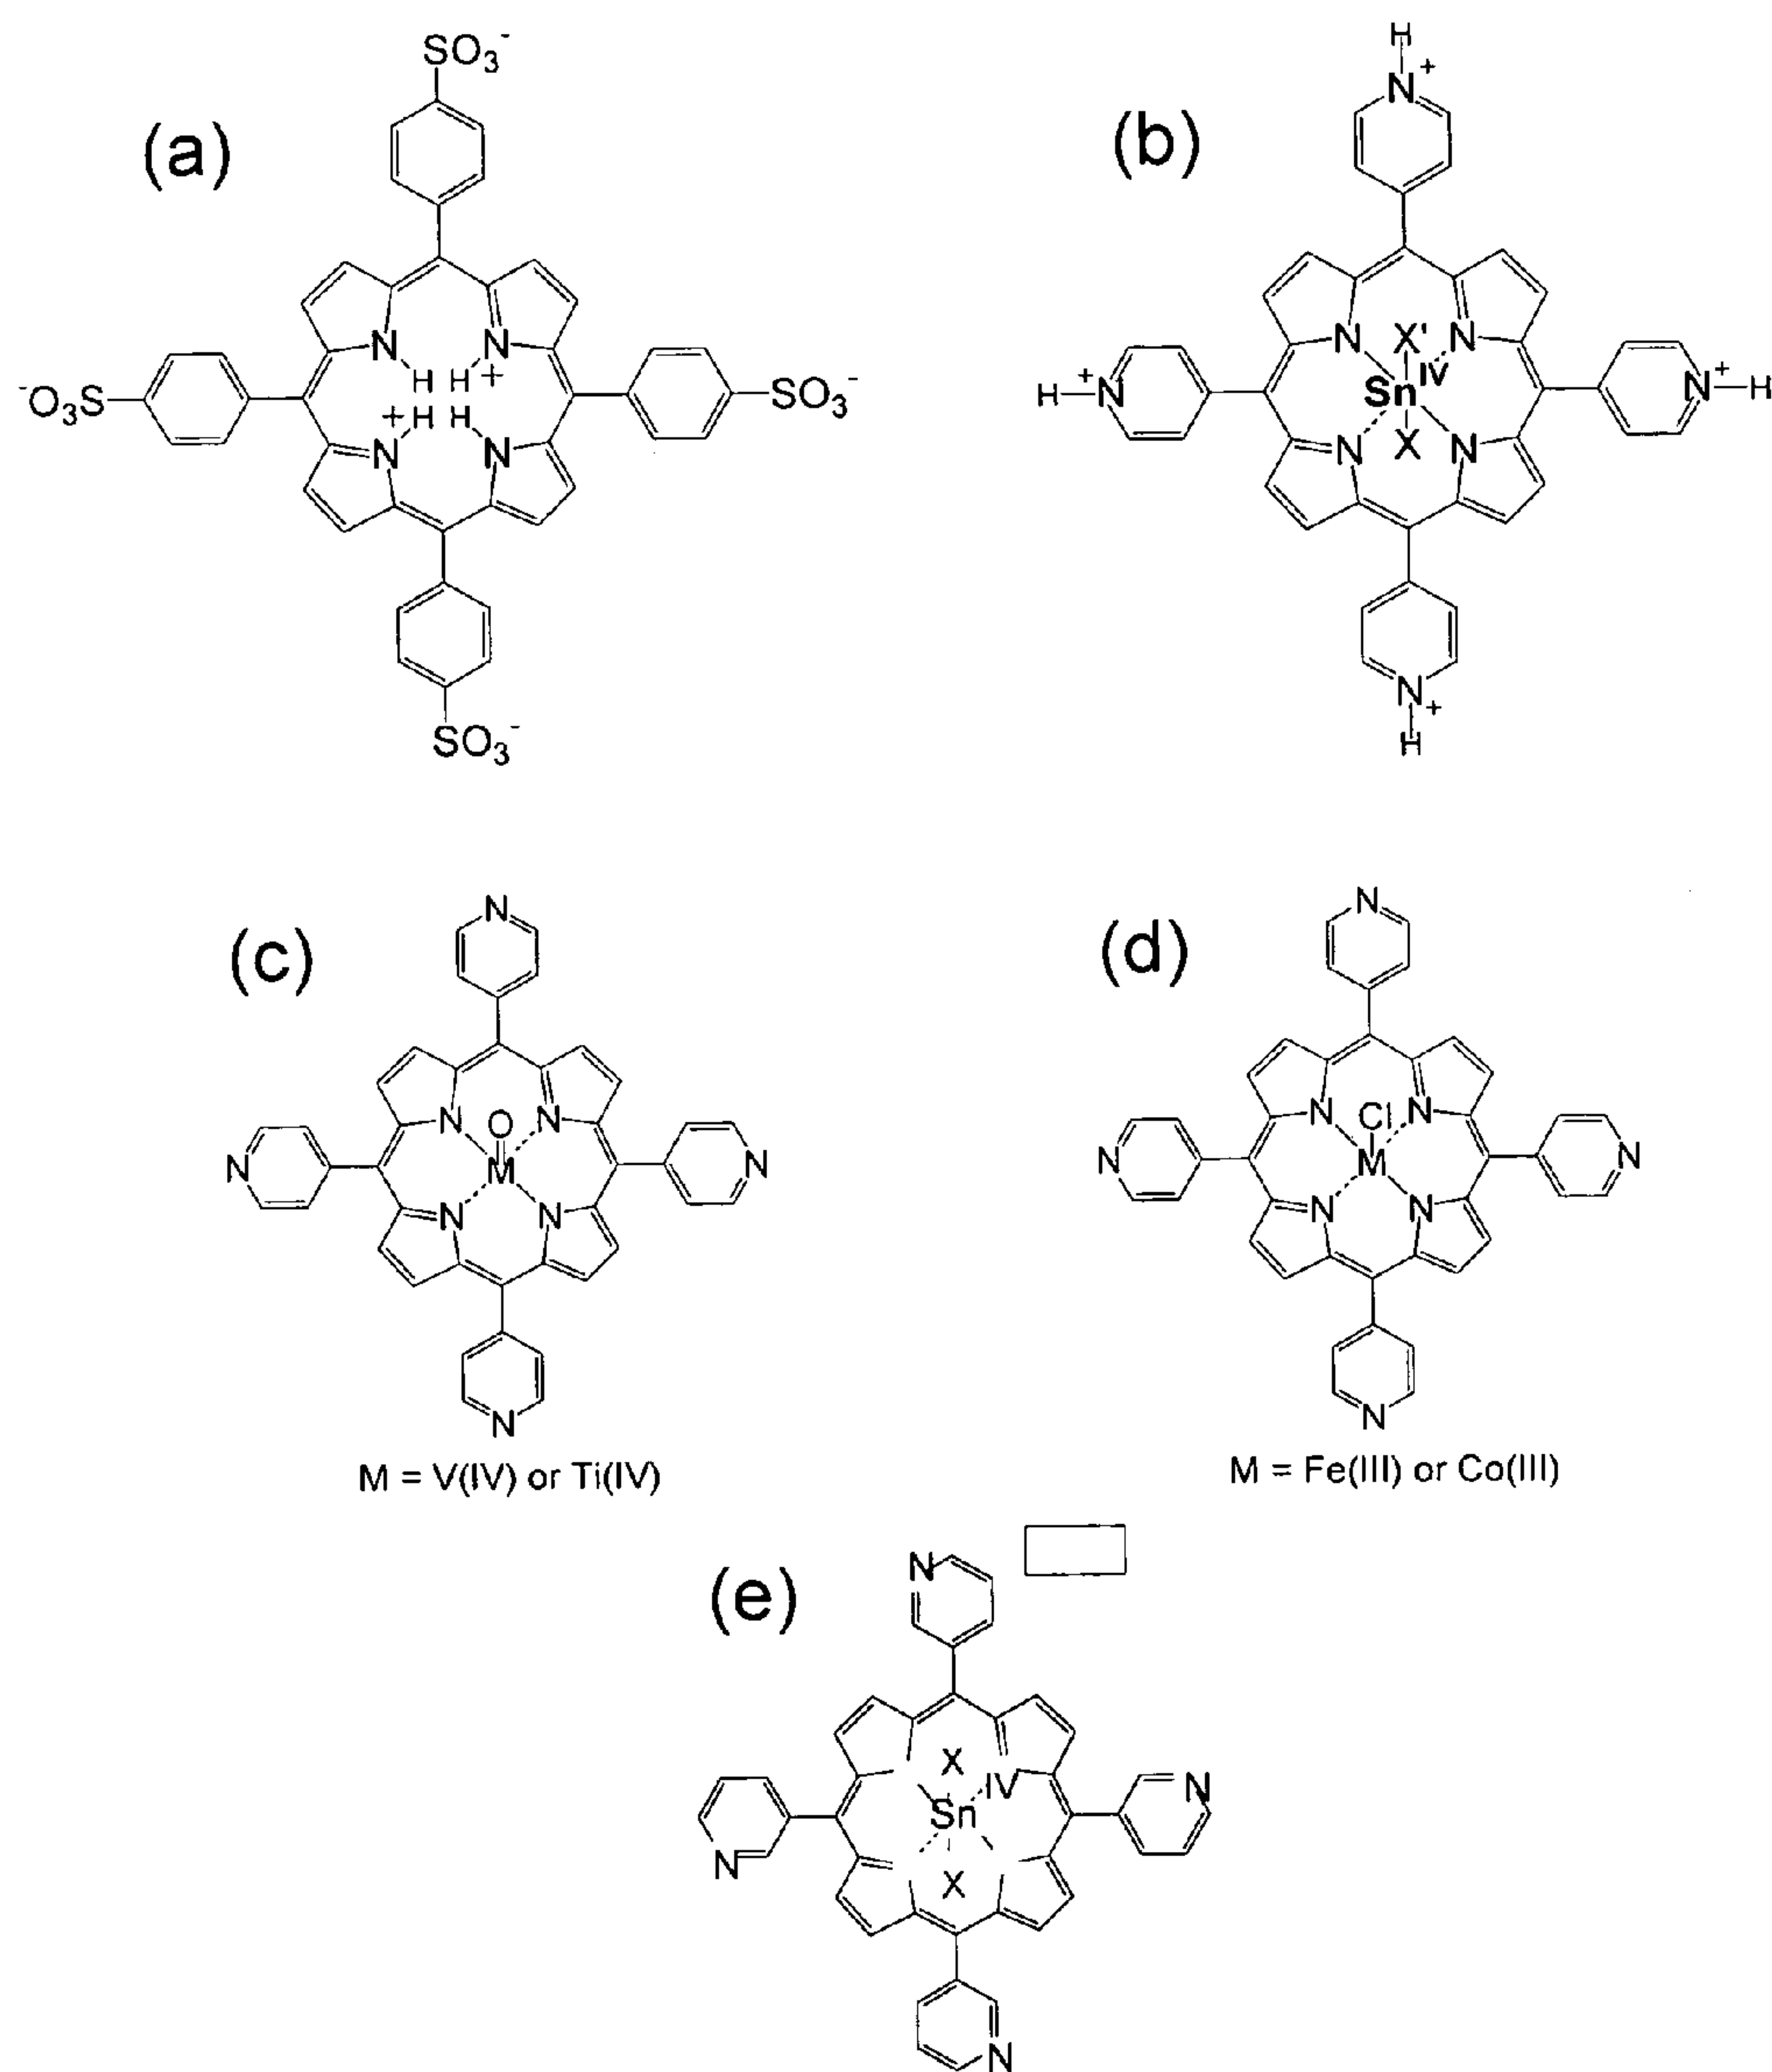 (a)
SO3-
-O3S
N
H
H
N
+
SO3-
+
H
H
N
N
SO3-
(b)
H
N+
H
+
N
N
X'
N
IV
Sn
N+
H
N
X
N
N+
H
(c)
N
N
O
N
N
M
N
N
N
N
M = V(IV) or Ti(IV)
(d)
N
N
Cl
N
N
M
N
N
N
N
M = Fe(III) or Co(III)
(e)
N
X
IV
N
Sn
N
X
N